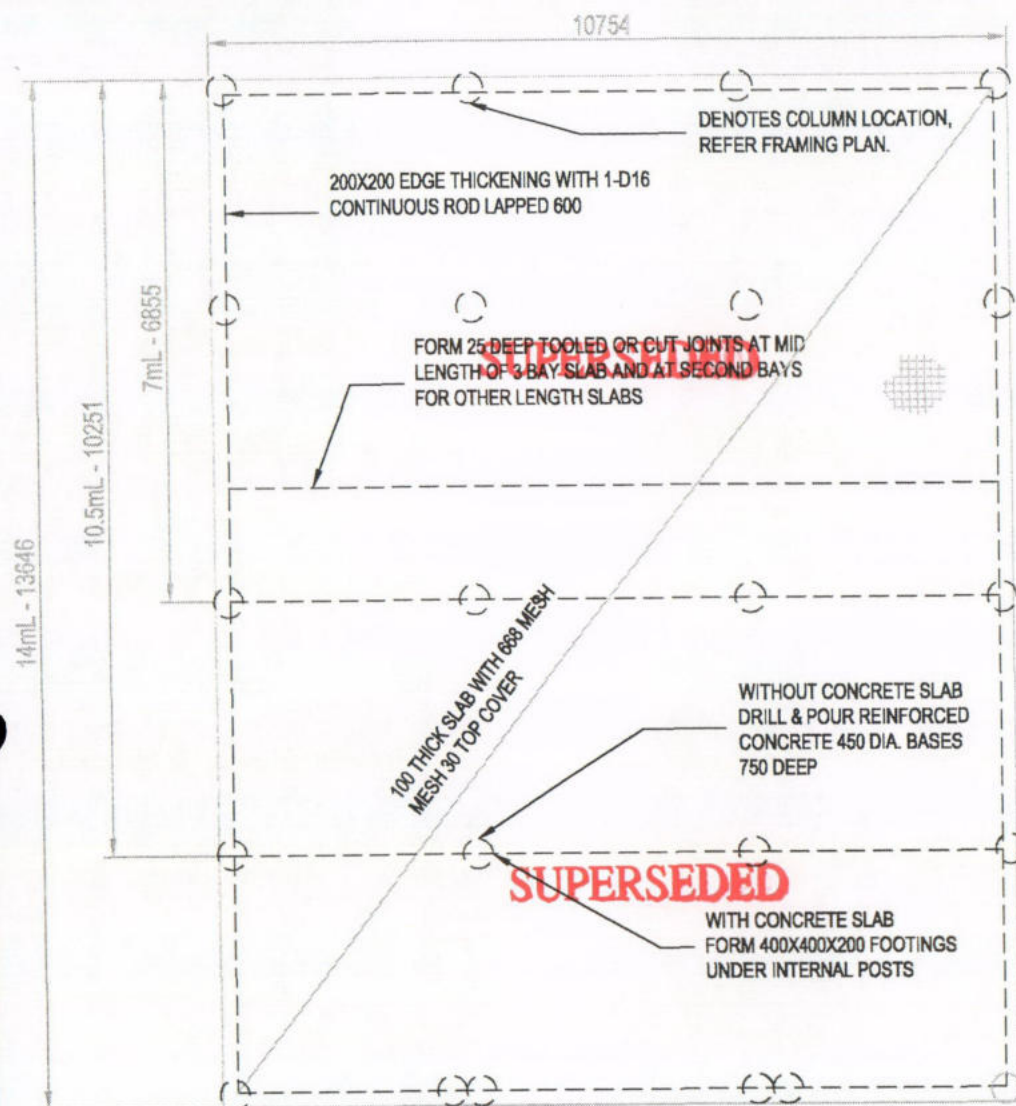 10754
DENOTES COLUMN LOCATION,
REFER FRAMING PLAN.
200X200 EDGE THICKENING WITH 1-D16
CONTINUOUS ROD LAPPED 600
7mL - 6855
10.5mL - 10251
14mL - 13646
FORM 25 DEEP TOOLED OR CUT JOINTS AT MID
LENGTH OF 3 BAY SLAB AND AT SECOND BAYS
FOR OTHER LENGTH SLABS
SUPERSEDED
100 THICK SLAB WITH 668 MESH
MESH 30 TOP COVER
WITHOUT CONCRETE SLAB
DRILL & POUR REINFORCED
CONCRETE 450 DIA. BASES
750 DEEP
SUPERSEDED
WITH CONCRETE SLAB
FORM 400X400X200 FOOTINGS
UNDER INTERNAL POSTS